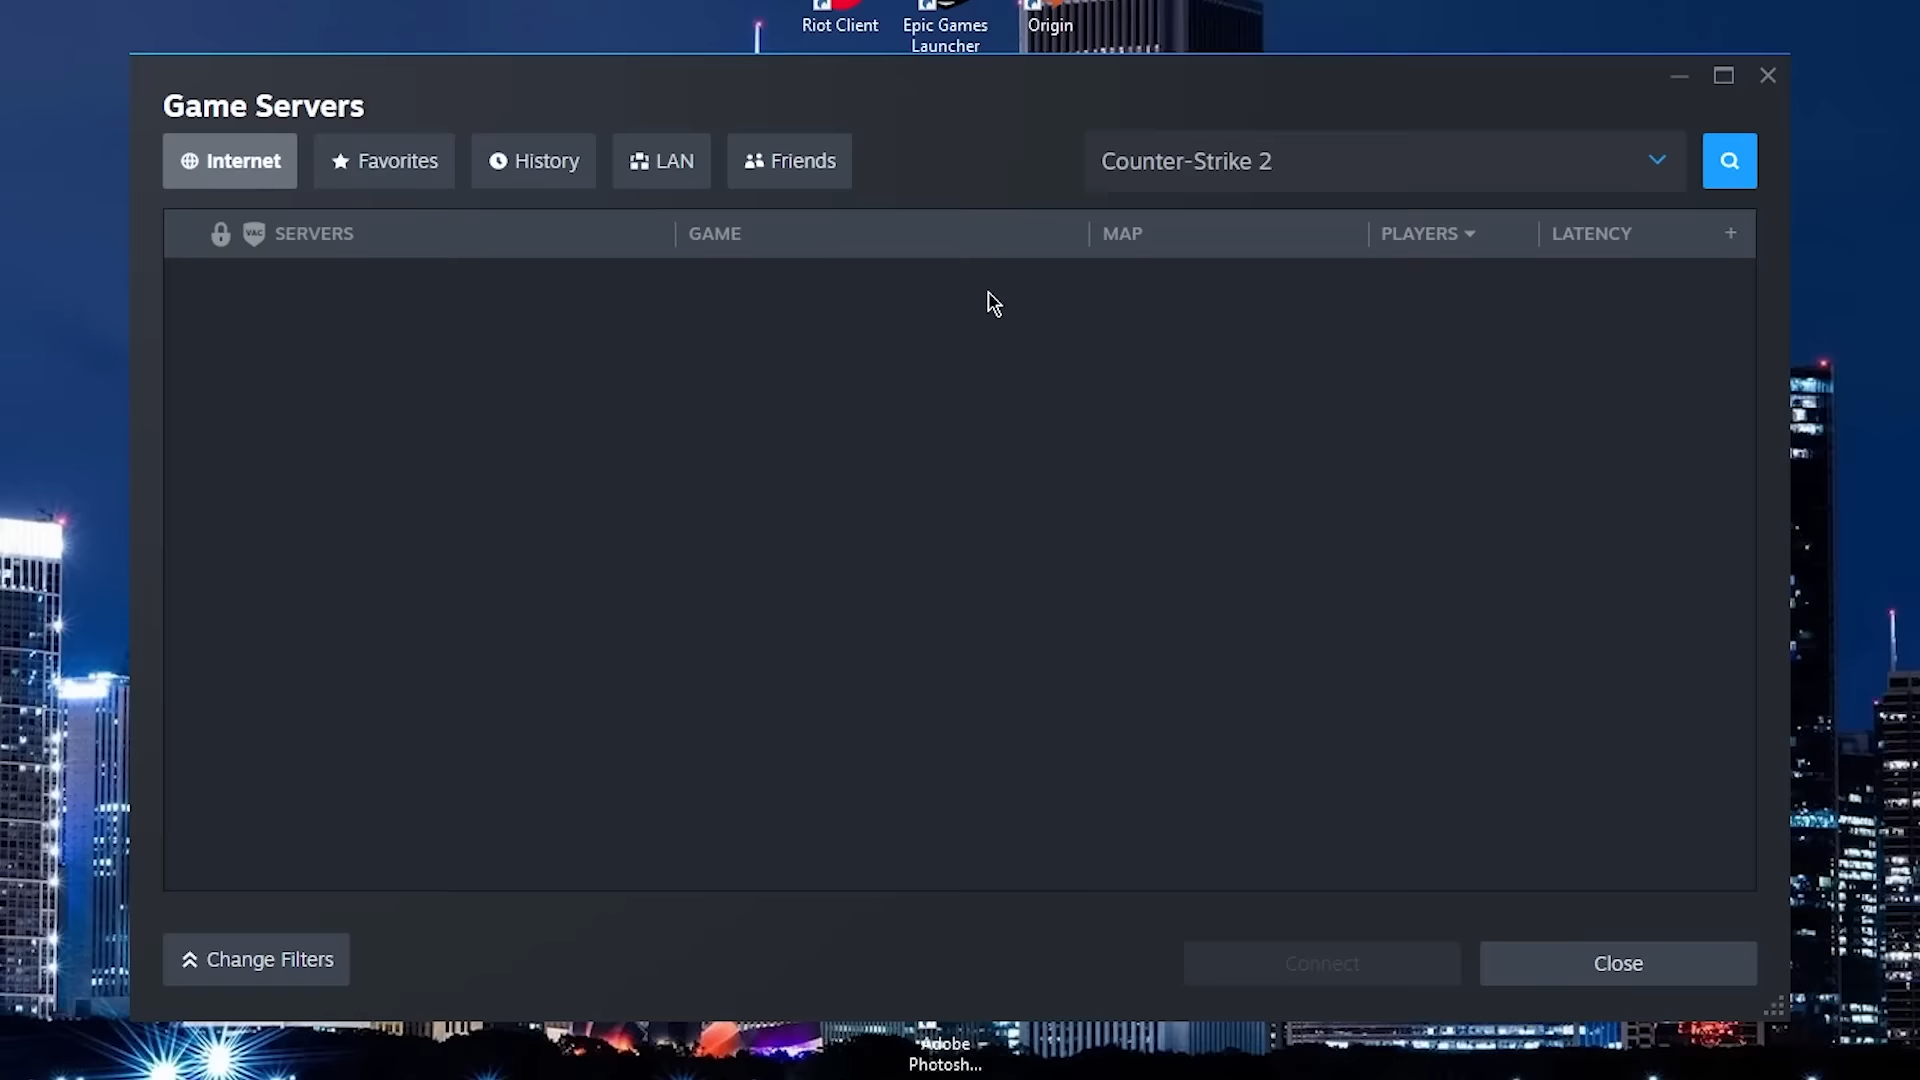 Riot Client
Epic Games
Launcher
Origin
Game Servers
Internet
Favorites
History
LAN
Friends
Counter-Strike 2
VAC
SERVERS
GAME
MAP
PLAYERS
LATENCY
+
Change Filters
Connect
Close
Adobe
Photosh...